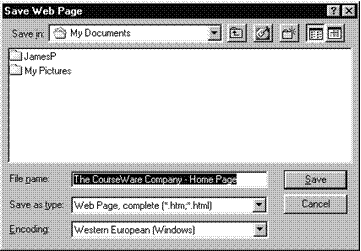 Save Web Page
Save in: My Documents
JamesP
My Pictures
File name: The CourseWare Company - Home Page Save
Save as type: Web Page, complete (*.htm;*.html) Cancel
Encoding: Western European (Windows)